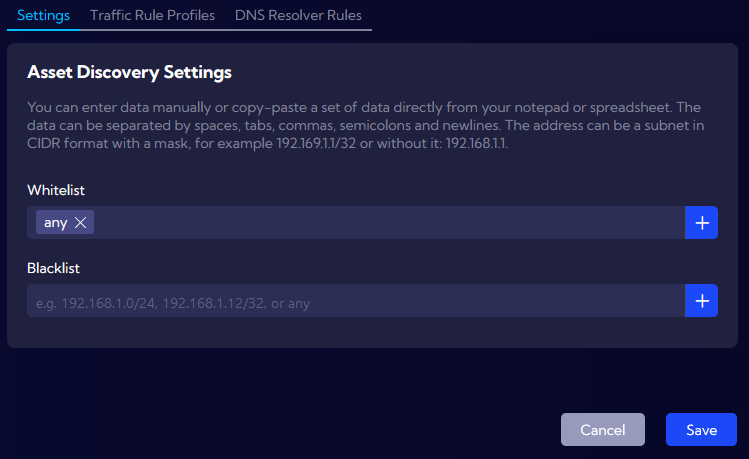 Settings Traffic Rule Profiles DNS Resolver Rules
Asset Discovery Settings
You can enter data manually or copy-paste a set of data directly from your notepad or spreadsheet. The
data can be separated by spaces, tabs, commas, semicolons and newlines. The address can be a subnet in
CIDR format with a mask, for example 192.169.1.1/32 or without it: 192.168.1.1.
Whitelist
any
Blacklist
e.g. 192.168.1.0/24, 192.168.1.12/32, or any
Cancel Save